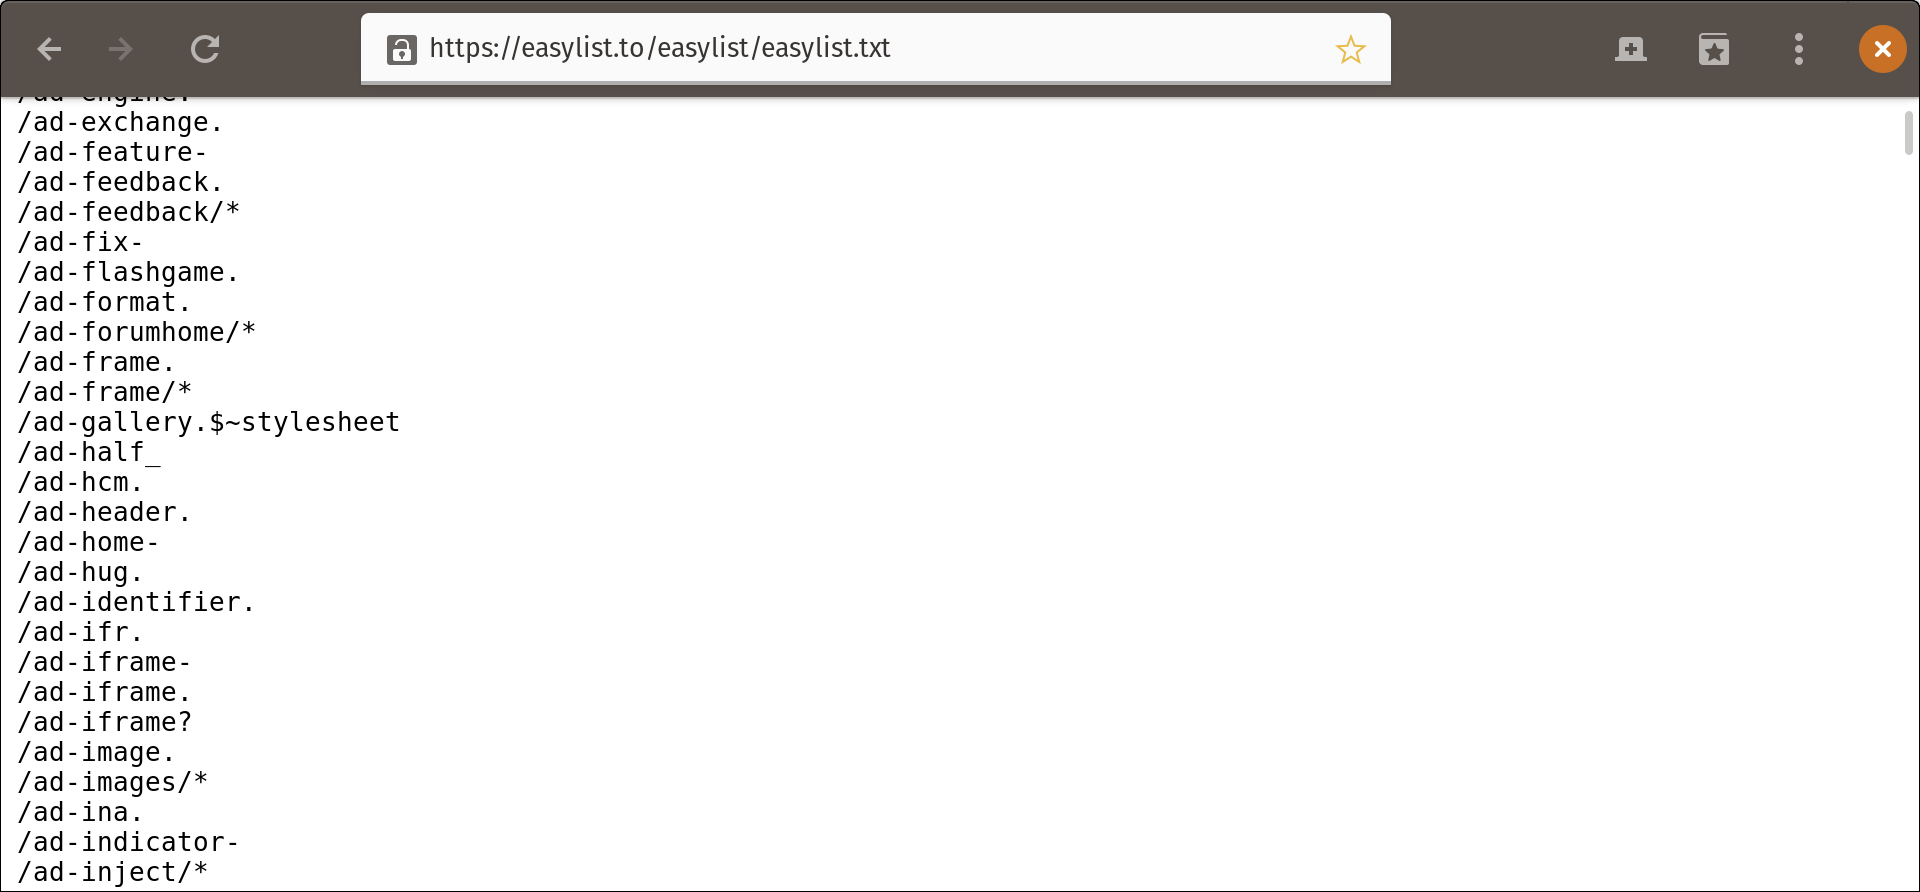 https://easylist.to/easylist/easylist.txt
/ad-engine.
/ad-exchange.
/ad-feature-
/ad-feedback.
/ad-feedback/*
/ad-fix-
/ad-flashgame.
/ad-format.
/ad-forumhome/*
/ad-frame.
/ad-frame/*
/ad-gallery.$~stylesheet
/ad-half_
/ad-hcm.
/ad-header.
/ad-home-
/ad-hug.
/ad-identifier.
/ad-ifr.
/ad-iframe-
/ad-iframe.
/ad-iframe?
/ad-image.
/ad-images/*
/ad-ina.
/ad-indicator-
/ad-inject/*